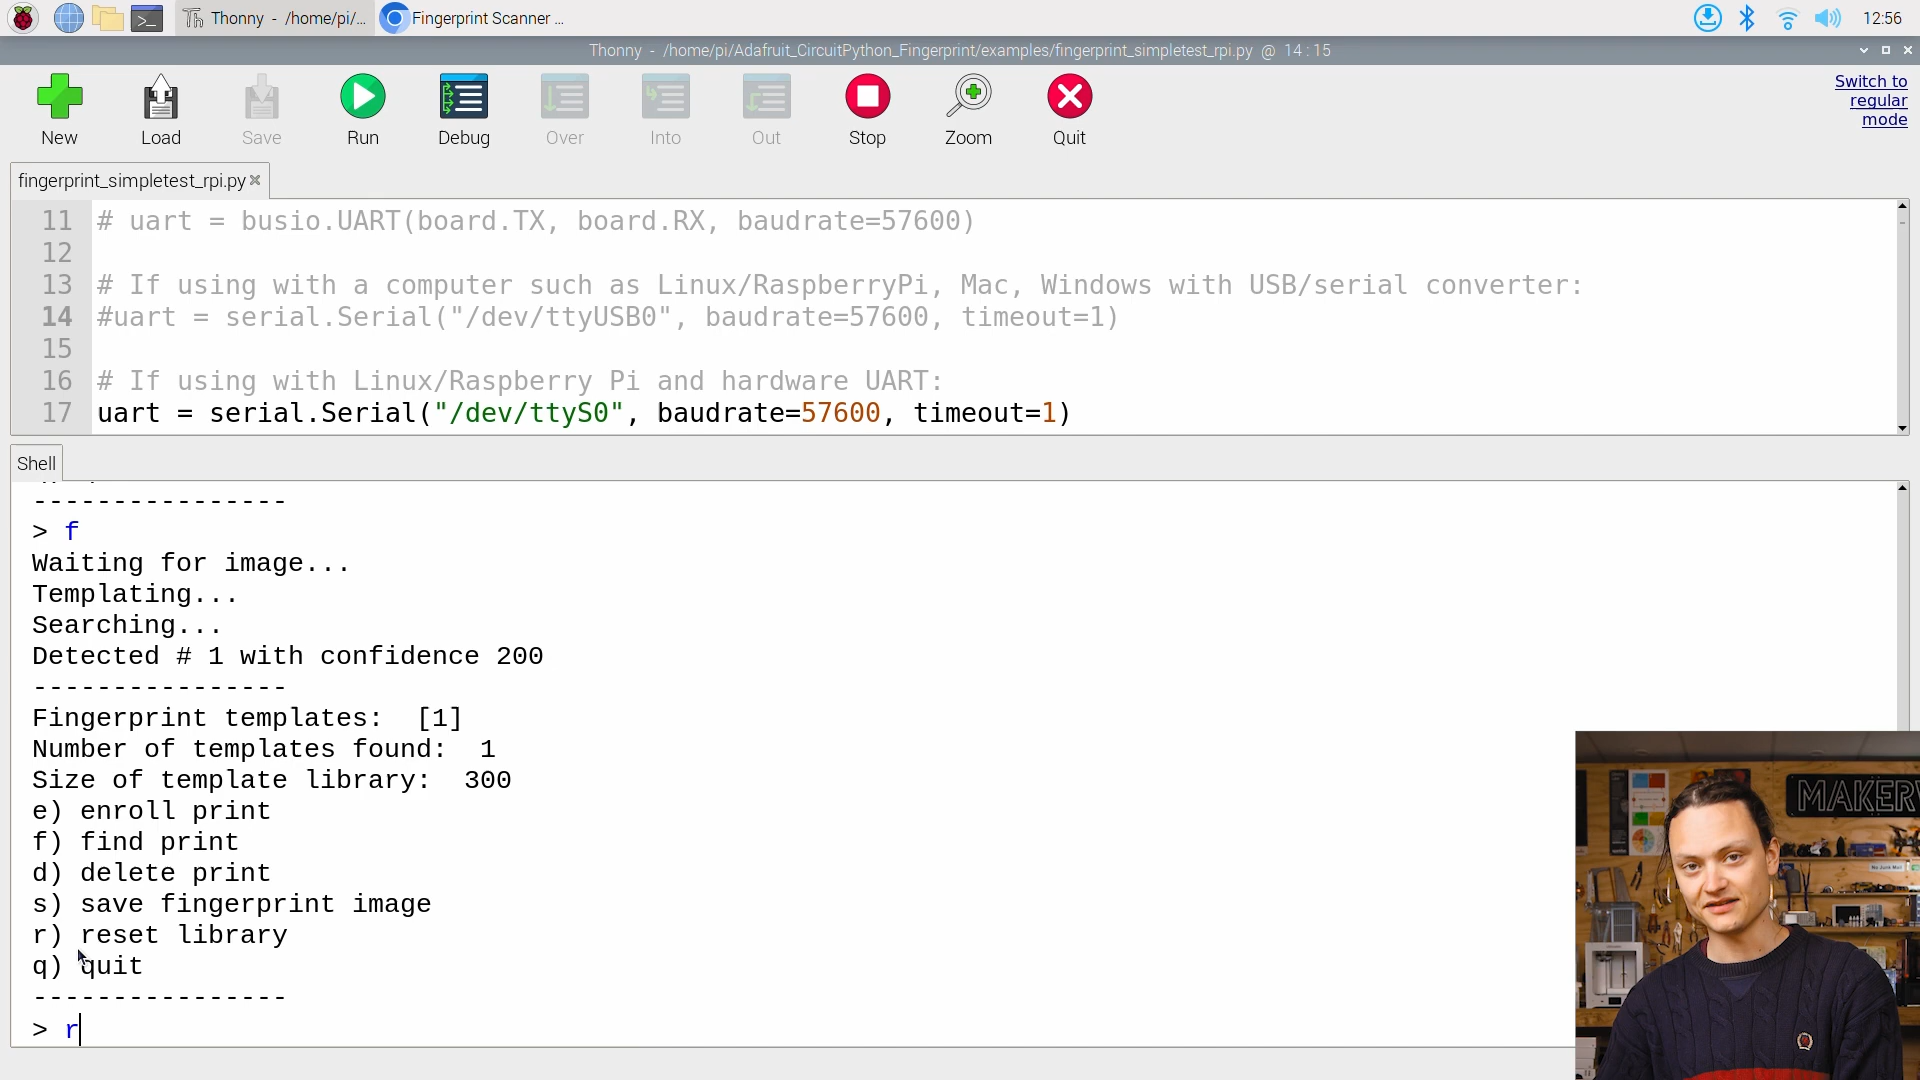 Thonny - /home/pi/...
Fingerprint Scanner ...
12:56
Thonny - /home/pi/Adafruit_CircuitPython_Fingerprint/examples/fingerprint_simpletest_rpi.py @ 14:15
New
Load
Save
Run
Debug
Over
Into
Out
Stop
Zoom
Quit
Switch to
regular
mode
fingerprint_simpletest_rpi.py
11 # uart = busio.UART(board.TX, board.RX, baudrate=57600)
12
13 # If using with a computer such as Linux/RaspberryPi, Mac, Windows with USB/serial converter:
14 #uart = serial.Serial("/dev/ttyUSB0", baudrate=57600, timeout=1)
15
16 # If using with Linux/Raspberry Pi and hardware UART:
17 uart = serial.Serial("/dev/ttyS0", baudrate=57600, timeout=1)
Shell
----------------
> f
Waiting for image...
Templating...
Searching...
Detected # 1 with confidence 200
----------------
Fingerprint templates:  [1]
Number of templates found:  1
Size of template library:  300
e) enroll print
f) find print
d) delete print
s) save fingerprint image
r) reset library
q) quit
----------------
> r
MAKERV
No Junk Mail